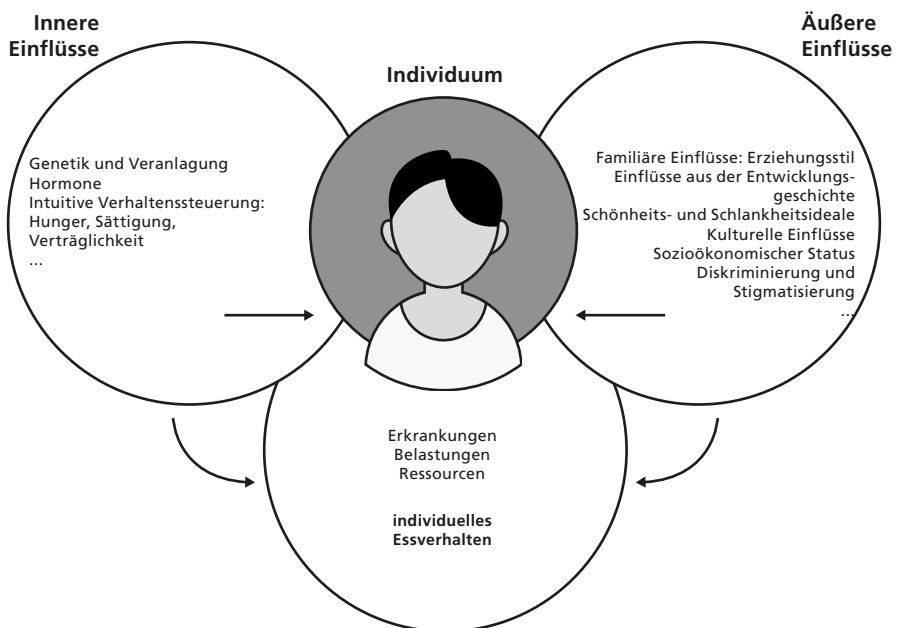 Innere
Einflüsse
Individuum
Äußere
Einflüsse
Genetik und Veranlagung
Hormone
Intuitive Verhaltenssteuerung:
Hunger, Sättigung,
Verträglichkeit
...
Familiäre Einflüsse: Erziehungsstil
Einflüsse aus der Entwicklungs-
geschichte
Schönheits- und Schlankheitsideale
Kulturelle Einflüsse
Sozioökonomischer Status
Diskriminierung und
Stigmatisierung
...
Erkrankungen
Belastungen
Ressourcen
individuelles
Essverhalten